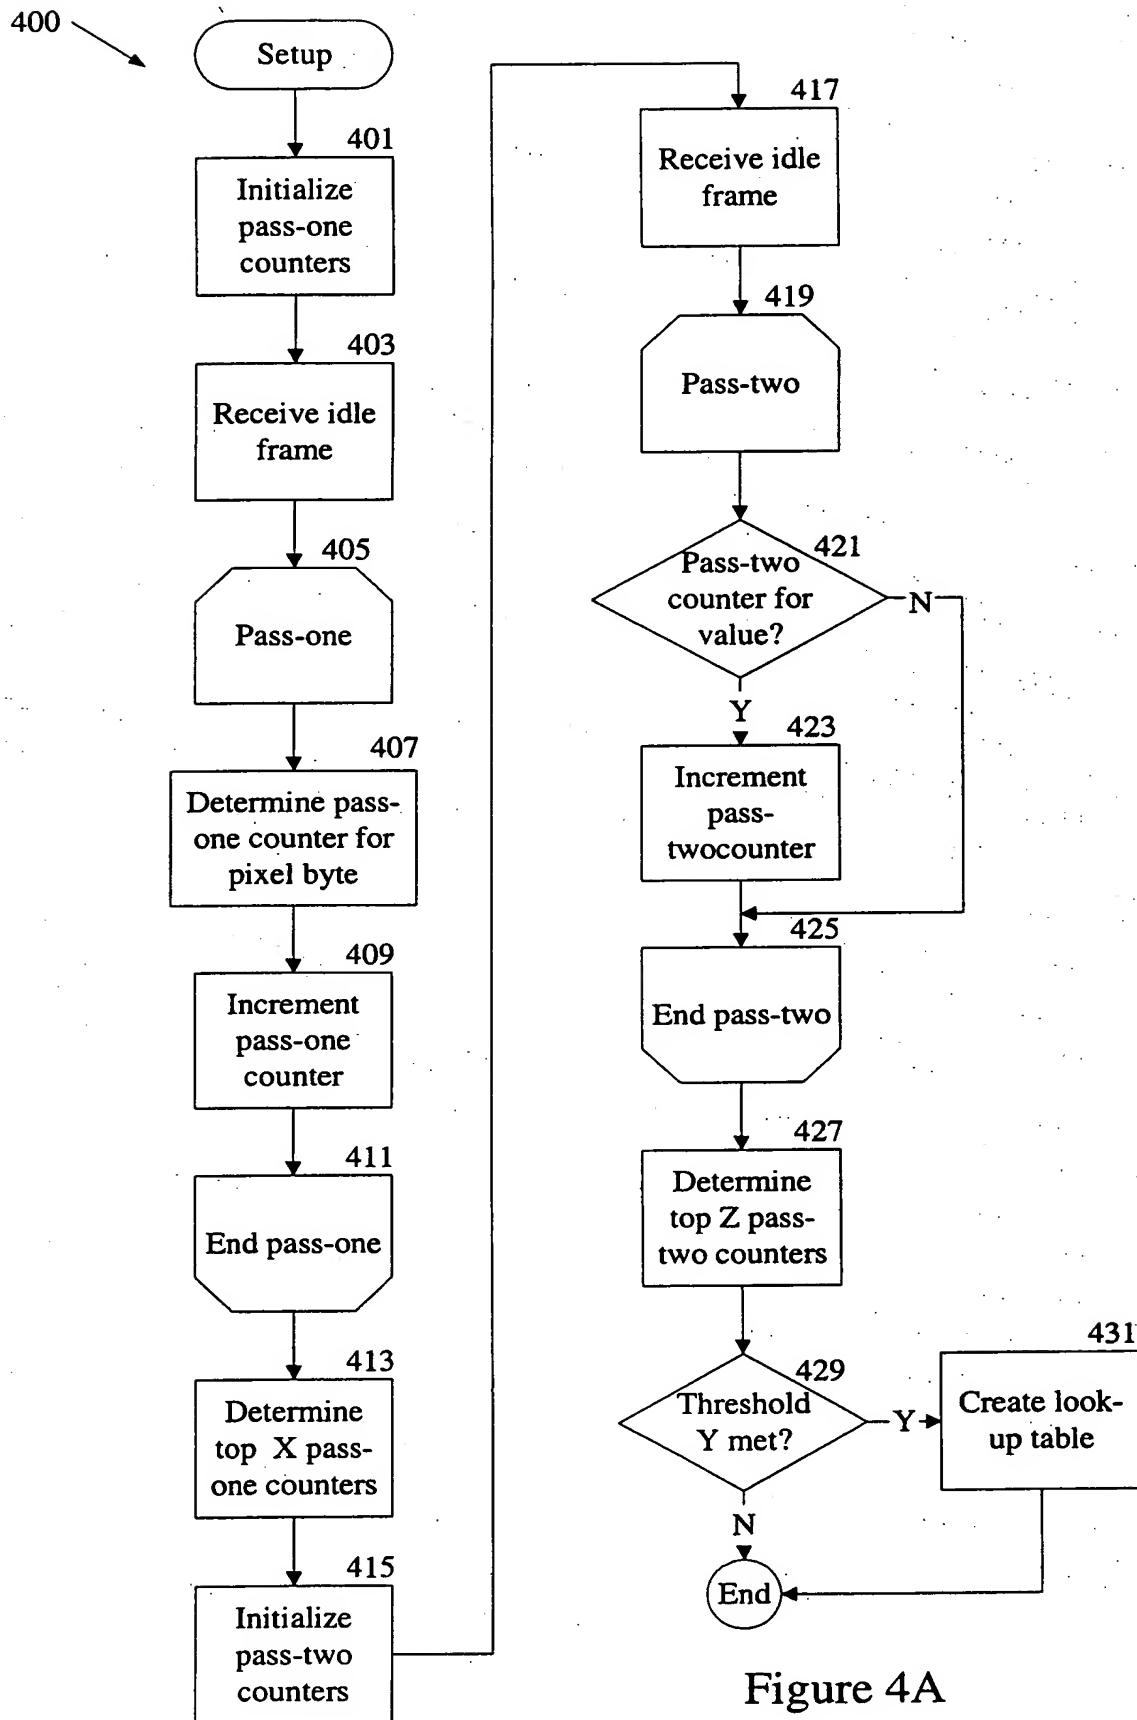 400
Setup
401
Initialize
pass-one
counters
403
Receive idle
frame
405
Pass-one
407
Determine pass-
one counter for
pixel byte
409
Increment
pass-one
counter
411
End pass-one
413
Determine
top X pass-
one counters
415
Initialize
pass-two
counters
417
Receive idle
frame
419
Pass-two
421
Pass-two
counter for
value?
N
Y
423
Increment
pass-
twocounter
425
End pass-two
427
Determine
top Z pass-
two counters
429
Threshold
Y met?
Y
N
431
Create look-
up table
End
Figure 4A